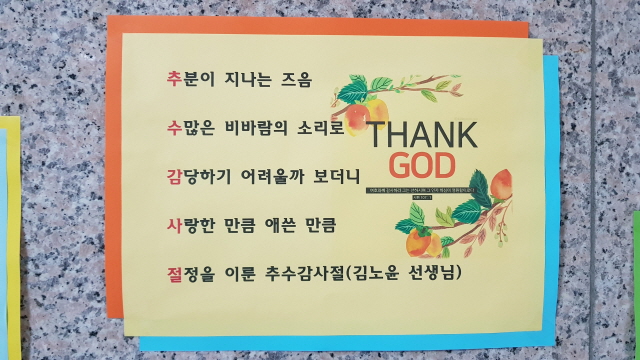 추분이 지나는 즈음
수많은 비바람의 소리로
감당하기 어려울까 보더니
사랑한 만큼 애쓴 만큼
절정을 이룬 추수감사절(김노윤 선생님)
THANK
GOD